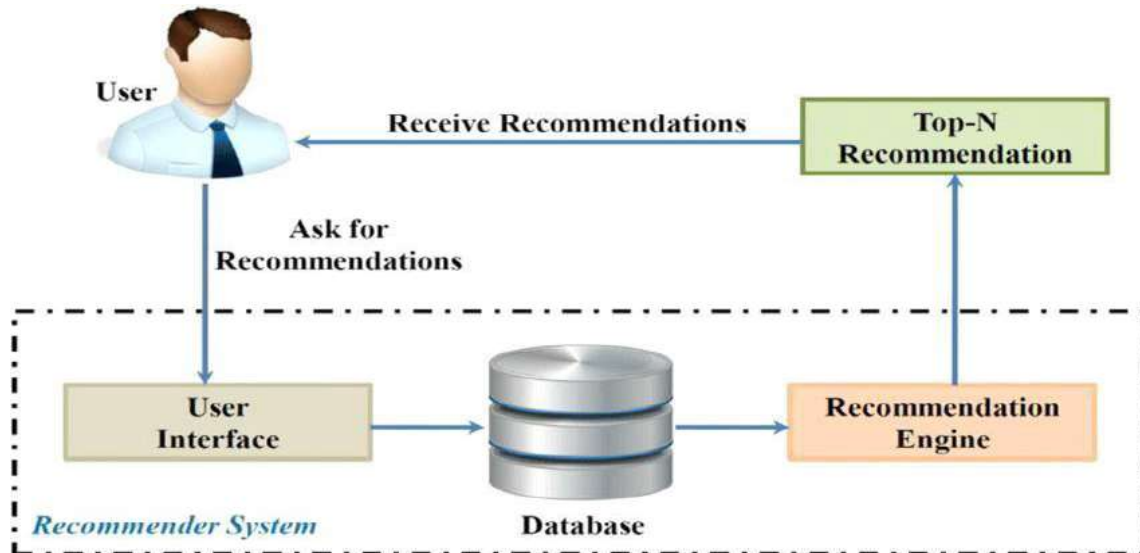 User
Receive Recommendations
Top-N
Recommendation
Ask for
Recommendations
User
Interface
Recommendation
Engine
Recommender System
Database